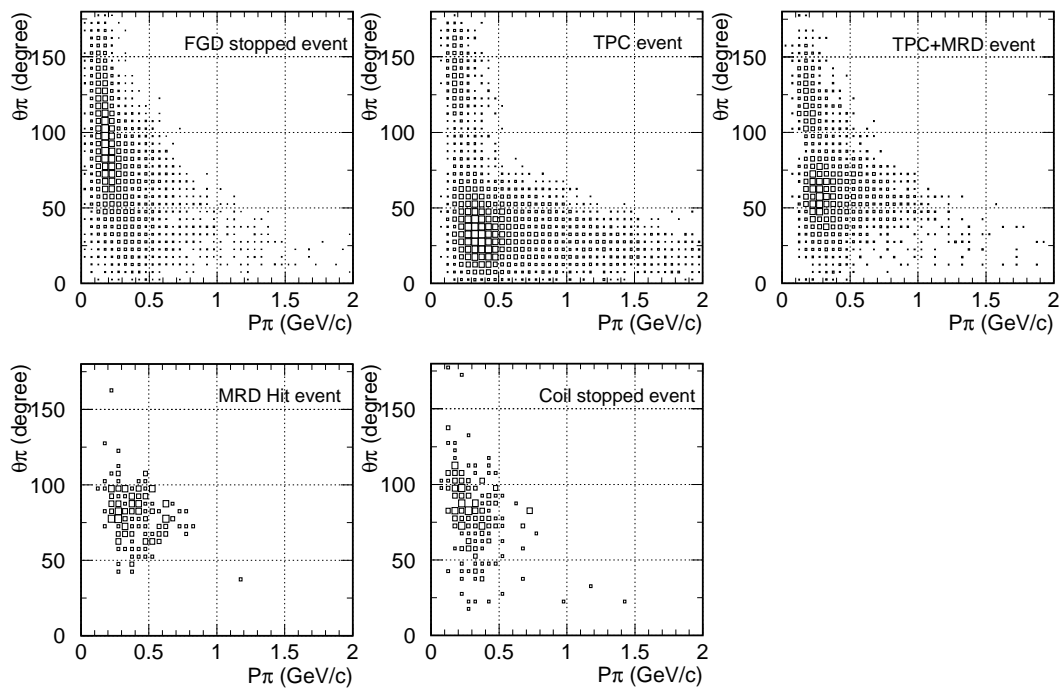 θπ (degree)
150
100
50
0
FGD stopped event
0 0.5 1 1.5 2
Pπ (GeV/c)
θπ (degree)
150
100
50
0
TPC event
0 0.5 1 1.5 2
Pπ (GeV/c)
θπ (degree)
150
100
50
0
TPC+MRD event
0 0.5 1 1.5 2
Pπ (GeV/c)
θπ (degree)
150
100
50
0
MRD Hit event
0 0.5 1 1.5 2
Pπ (GeV/c)
θπ (degree)
150
100
50
0
Coil stopped event
0 0.5 1 1.5 2
Pπ (GeV/c)